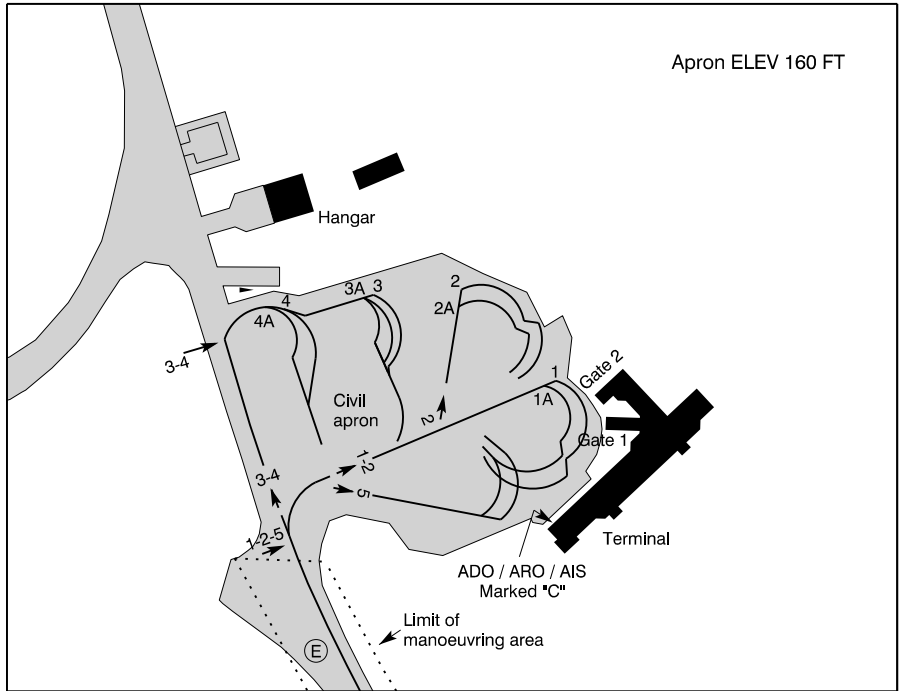 Apron ELEV 160 FT
Hangar
4
3A
3
2
4A
2A
3-4
Civil
apron
1
1A
Gate 2
2
Gate 1
1-2
3-4
5
1-2-5
Terminal
ADO / ARO / AIS
Marked "C"
Limit of
manoeuvring area
E